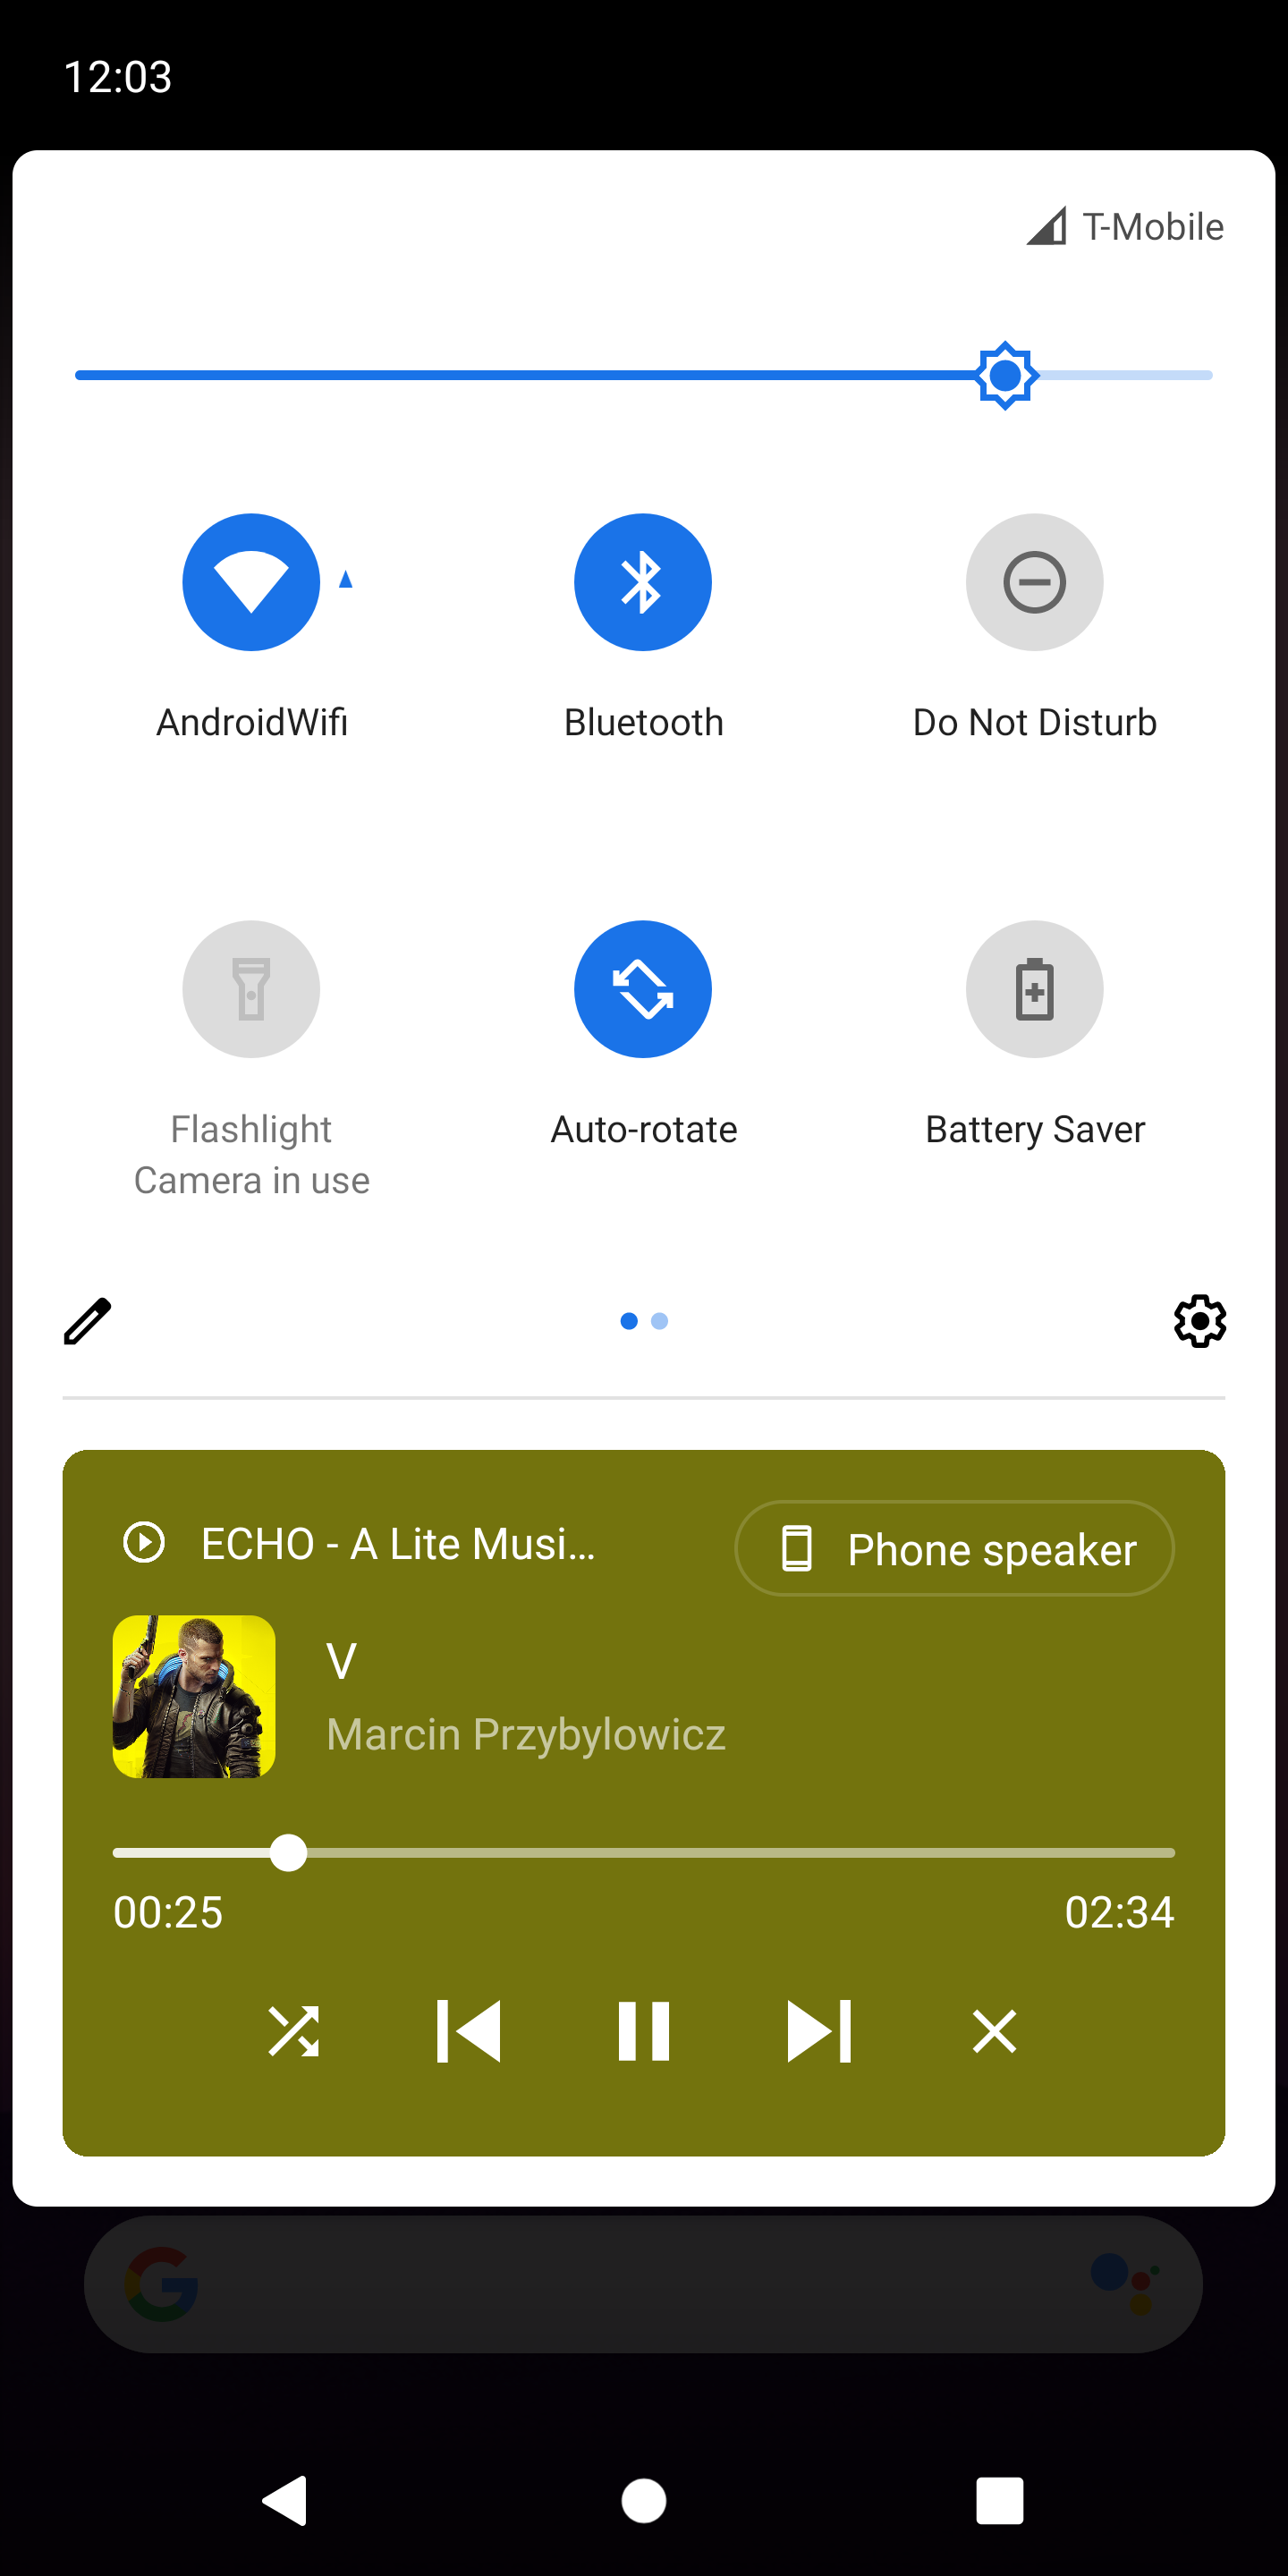 12:03
T-Mobile
AndroidWifi
Bluetooth
Do Not Disturb
Flashlight
Camera in use
Auto-rotate
Battery Saver
ECHO - A Lite Musi...
Phone speaker
V
Marcin Przybylowicz
00:25
02:34